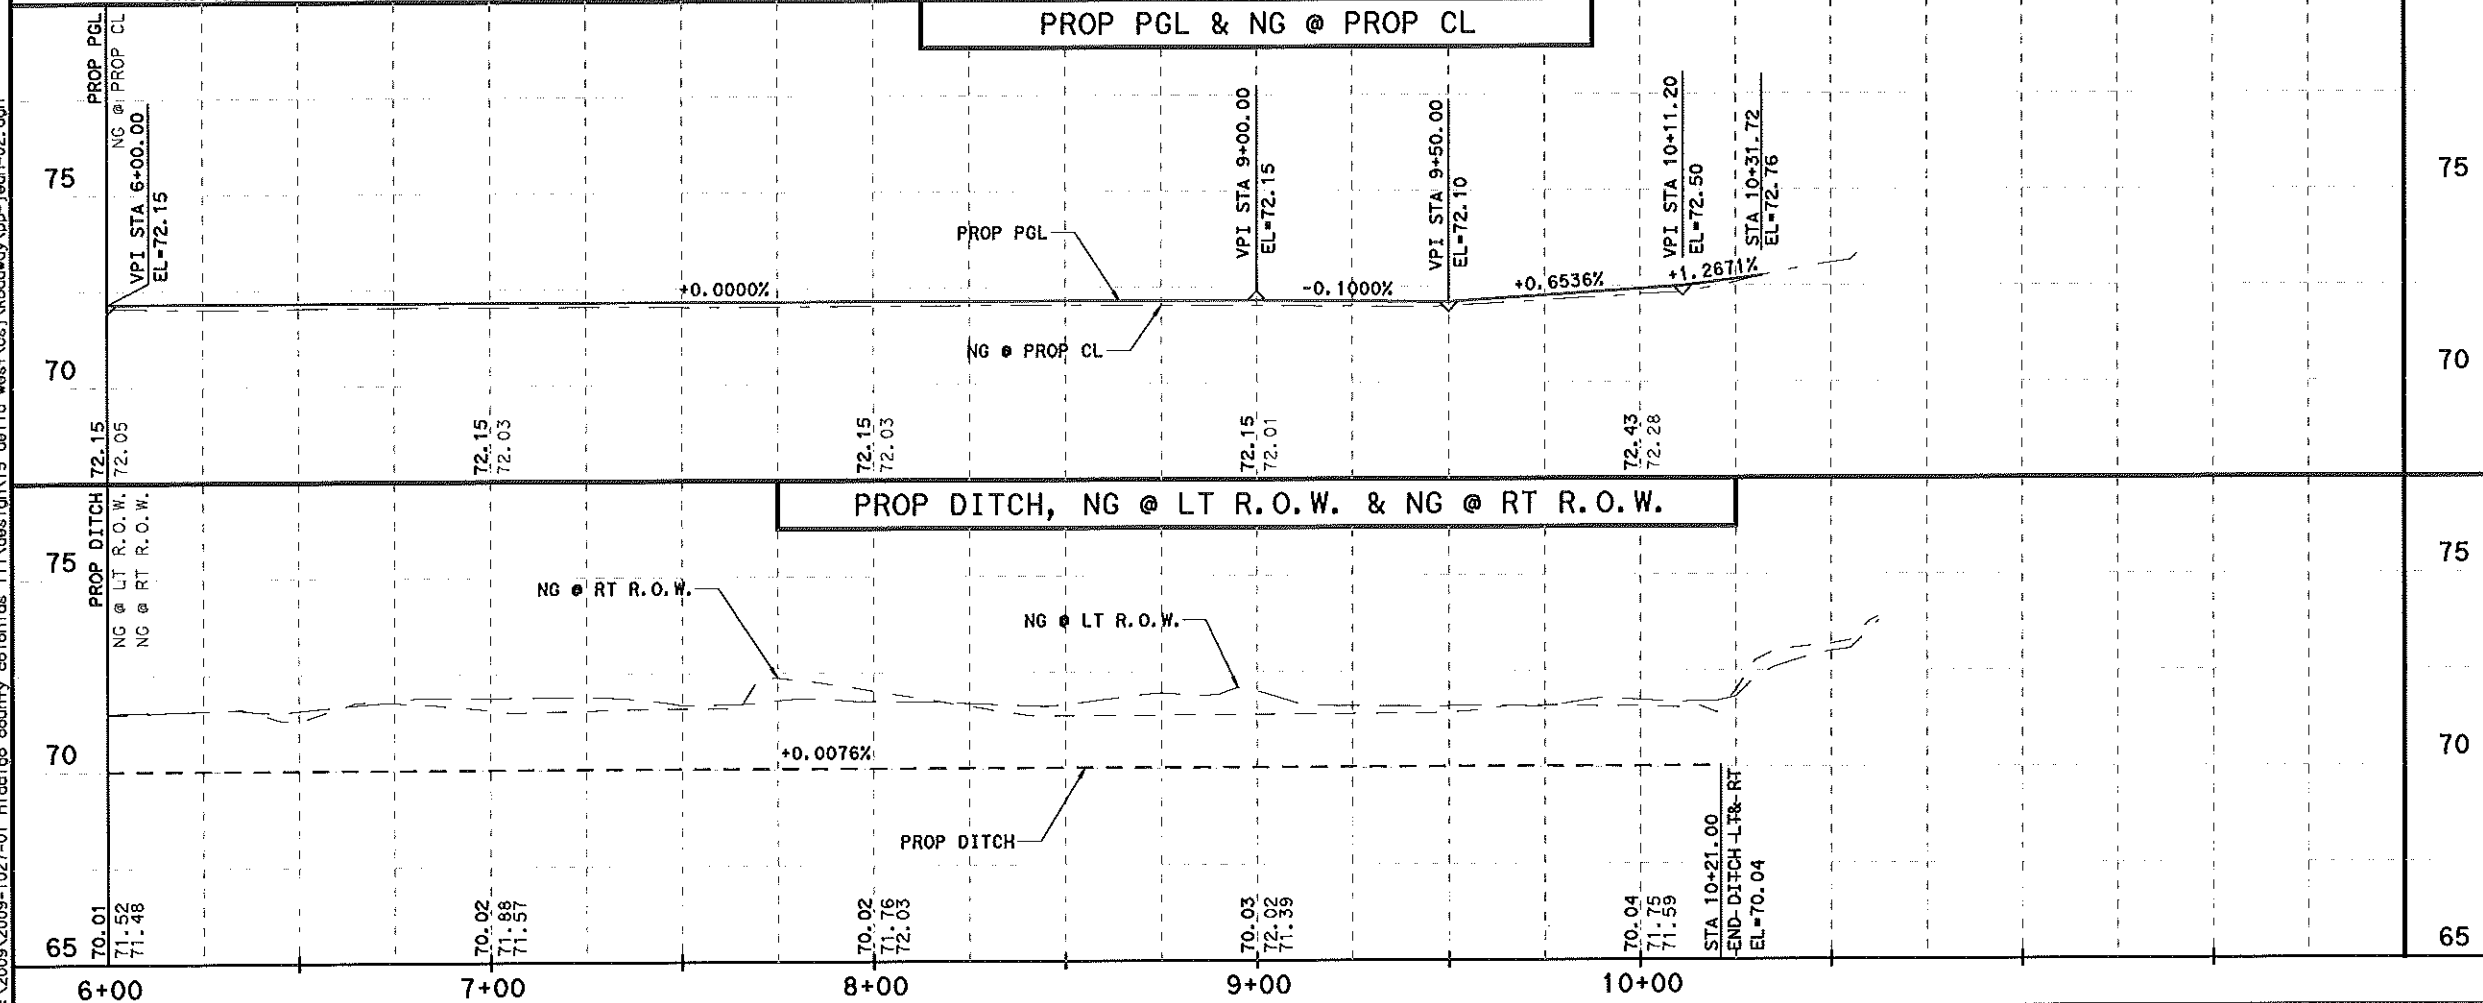 PROP PGL & NG @ PROP CL
PROP PGL
NG @ PROP CL
VPI STA 6+00.00
EL=72.15
75
75
VPI STA 9+00.00
EL=72.15
VPI STA 9+50.00
EL=72.10
VPI STA 10+11.20
EL=72.50
STA 10+31.72
EL=72.76
PROP PGL
+0.0000%
-0.1000%
+0.6536%
+1.2671%
NG @ PROP CL
70
70
72.15
72.05
72.15
72.03
72.15
72.03
72.15
72.01
72.43
72.28
PROP DITCH, NG @ LT R.O.W. & NG @ RT R.O.W.
PROP DITCH
NG @ LT R.O.W.
NG @ RT R.O.W.
75
75
NG @ RT R.O.W.
NG @ LT R.O.W.
70
70
+0.0076%
PROP DITCH
STA 10+21.00
END DITCH LT & RT
EL=70.04
70.01
71.52
71.48
70.02
71.88
71.57
70.02
71.76
72.03
70.03
72.02
71.39
70.04
71.75
71.59
65
65
6+00
7+00
8+00
9+00
10+00